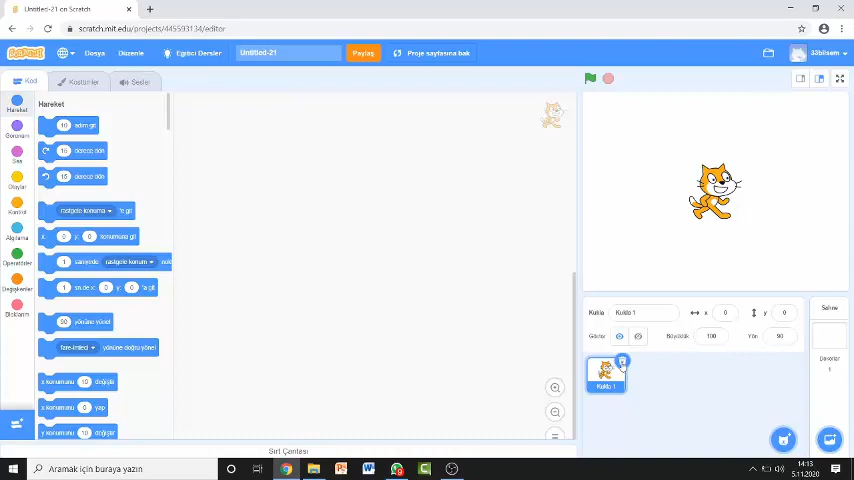 Untitled-21 on Scratch
scratch.mit.edu/projects/445593134/editor
SCRATCH
Dosya
Düzenle
Eğitici Dersler
Untitled-21
Paylaş
Proje sayfasına bak
33bilsem
Kod
Kostümler
Sesler
Hareket
Görünüm
Ses
Olaylar
Kontrol
Algılama
Operatörler
Değişkenler
Bloklarım
Hareket
10 adım git
15 derece dön
15 derece dön
rastgele konuma 'e git
x: 0 y: 0 konumuna git
1 saniyede rastgele konum
1 sn.de x: 0 y: 0 'a git
90 yönüne yönel
fare-imleci yönüne doğru yönel
x konumunu 10 değiştir
x konumunu 0 yap
y konumunu 10 değiştir
Sırt Çantası
Kukla Kukla 1 x 0 y 0
Göster Büyüklük 100 Yön 90
Kukla 1
Sahne
Dekorlar
1
Aramak için buraya yazın
14:13
5.11.2020